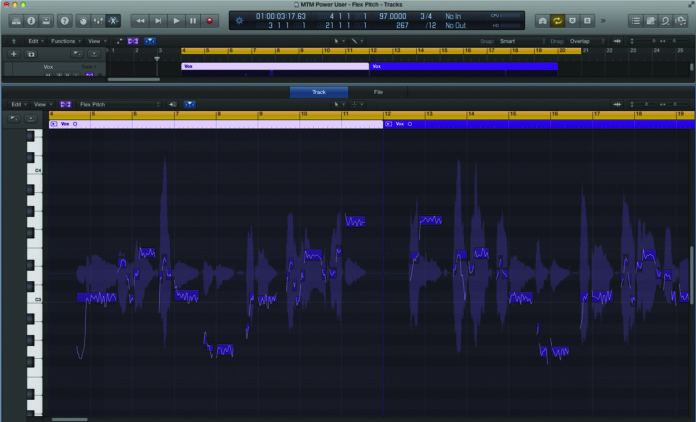 MTM Power User - Flex Pitch - Tracks
01:00:03:17.63 4 1 1 1 97.0000 3/4 No In CPU
3 1 1 1 21 1 1 1 267 /12 No Out HD
Edit Functions View Snap: Smart Drag: Overlap
1 2 3 4 5 6 7 8 9 10 11 12 13 14 15 16 17 18 19 20 21
Vox Vox
Vox
Track File
Edit View Flex Pitch
4 5 6 7 8 9 10 11 12 13 14 15 16 17 18 19
Vox Vox
C4
C3